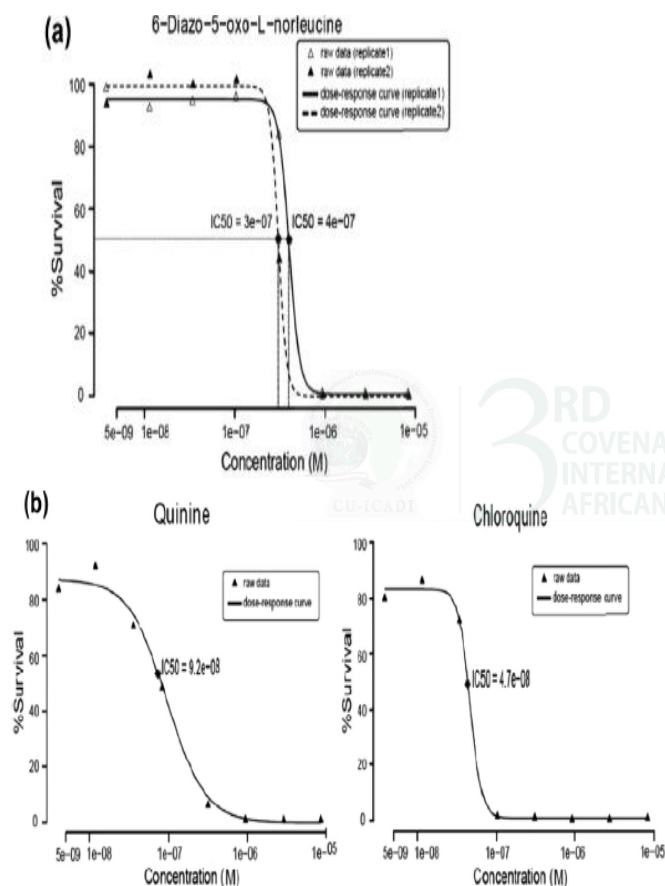 (a)
6-Diazo-5-oxo-L-norleucine
raw data (replicate1)
raw data (replicate2)
dose-response curve (replicate1)
dose-response curve (replicate2)
100
80
60
40
20
0
%Survival
IC50 = 3e-07
IC50 = 4e-07
5e-09 1e-08 1e-07 1e-06 1e-05
Concentration (M)
3RD
COVENA
INTERNA
AFRICAN
CU-ICADI
(b)
Quinine
raw data
dose-response curve
100
80
60
40
20
0
%Survival
IC50 = 9.2e-08
5e-09 1e-08 1e-07 1e-06 1e-05
Concentration (M)
Chloroquine
raw data
dose-response curve
100
80
60
40
20
0
%Survival
IC50 = 4.7e-08
5e-09 1e-08 1e-07 1e-06 1e-05
Concentration (M)